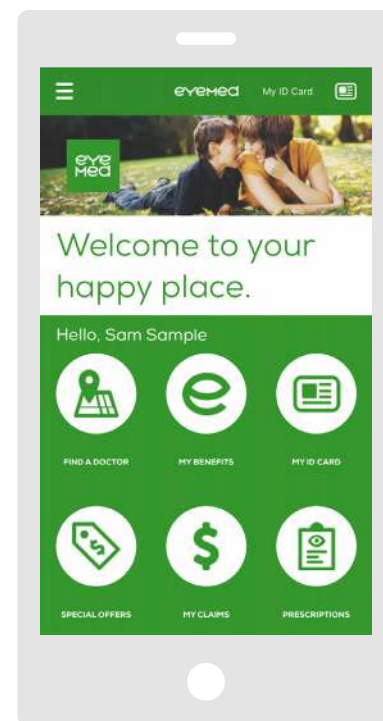 eyemed My ID Card
eye
med
Welcome to your
happy place.
Hello, Sam Sample
FIND A DOCTOR MY BENEFITS MY ID CARD
SPECIAL OFFERS MY CLAIMS PRESCRIPTIONS